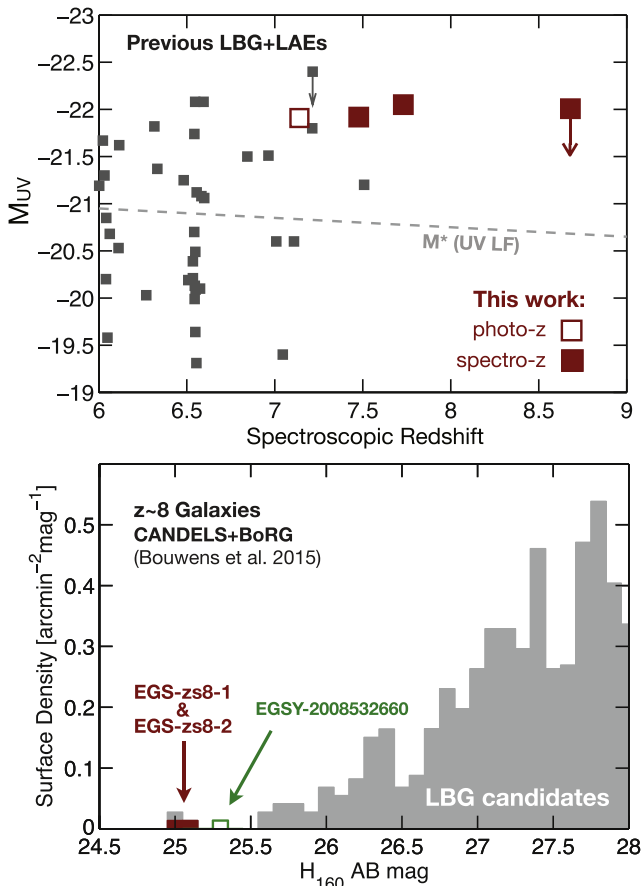 −23
−22.5
−22
−21.5
−21
−20.5
−20
−19.5
−19
M_UV
Previous LBG+LAEs
M* (UV LF)
This work:
photo-z
spectro-z
6 6.5 7 7.5 8 8.5 9
Spectroscopic Redshift
z~8 Galaxies
CANDELS+BoRG
(Bouwens et al. 2015)
0.5
0.4
0.3
0.2
0.1
0
Surface Density [arcmin⁻²mag⁻¹]
EGS-zs8-1
&
EGS-zs8-2
EGSY-2008532660
LBG candidates
24.5 25 25.5 26 26.5 27 27.5 28
H₁₆₀ AB mag